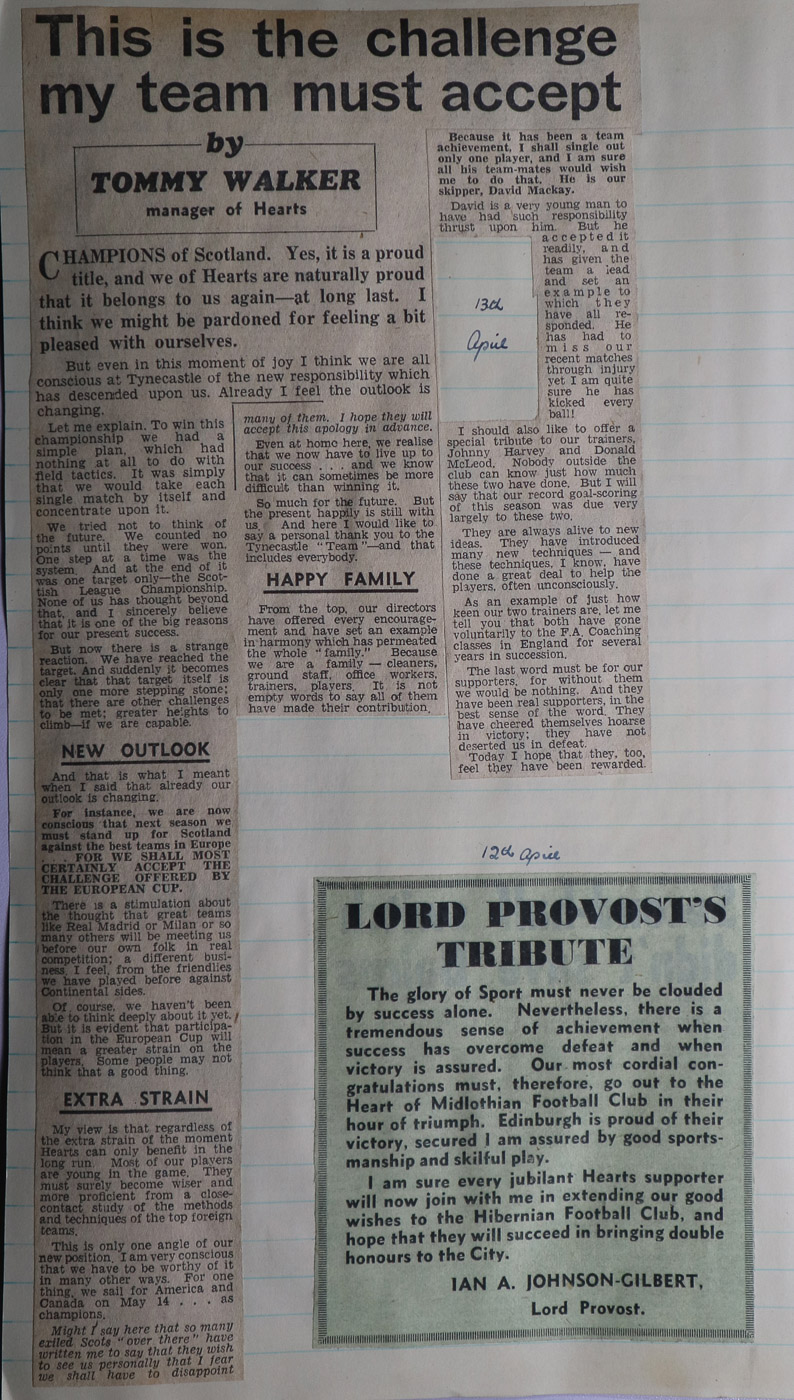 This is the challenge
my team must accept
by
TOMMY WALKER
manager of Hearts
CHAMPIONS of Scotland. Yes, it is a proud
title, and we of Hearts are naturally proud
that it belongs to us again—at long last. I
think we might be pardoned for feeling a bit
pleased with ourselves.
But even in this moment of joy I think we are all
conscious at Tynecastle of the new responsibility which
has descended upon us. Already I feel the outlook is
changing.
Let me explain. To win this
championship we had a
simple plan, which had
nothing at all to do with
field tactics. It was simply
that we would take each
single match by itself and
concentrate upon it.
We tried not to think of
the future. We counted no
points until they were won.
One step at a time was the
system. And at the end of it
was one target only—the Scot-
tish League Championship.
None of us has thought beyond
that, and I sincerely believe
that it is one of the big reasons
for our present success.
But now there is a strange
reaction. We have reached the
target. And suddenly it becomes
clear that that target itself is
only one more stepping stone;
that there are other challenges
to be met; greater heights to
climb—if we are capable.
NEW OUTLOOK
And that is what I meant
when I said that already our
outlook is changing.
For instance, we are now
conscious that next season we
must stand up for Scotland
against the best teams in Europe
. . . FOR WE SHALL MOST
CERTAINLY ACCEPT THE
CHALLENGE OFFERED BY
THE EUROPEAN CUP.
There is a stimulation about
the thought that great teams
like Real Madrid or Milan or so
many others will be meeting us
before our own folk in real
competition; a different busi-
ness, I feel, from the friendlies
we have played before against
Continental sides.
Of course, we haven't been
able to think deeply about it yet.
But it is evident that participa-
tion in the European Cup will
mean a greater strain on the
players. Some people may not
think that a good thing.
EXTRA STRAIN
My view is that regardless of
the extra strain of the moment
Hearts can only benefit in the
long run. Most of our players
are young in the game. They
must surely become wiser and
more proficient from a close-
contact study of the methods
and techniques of the top foreign
teams.
This is only one angle of our
new position. I am very conscious
that we have to be worthy of it
in many other ways. For one
thing, we sail for America and
Canada on May 14 . . . as
champions.
Might I say here that so many
exiled Scots "over there" have
written me to say that they wish
to see us personally that I fear
we shall have to disappoint
many of them. I hope they will
accept this apology in advance.
Even at home here, we realise
that we now have to live up to
our success . . . and we know
that it can sometimes be more
difficult than winning it.
So much for the future. But
the present happily is still with
us. And here I would like to
say a personal thank you to the
Tynecastle "Team"—and that
includes everybody.
HAPPY FAMILY
From the top, our directors
have offered every encourage-
ment and have set an example
in harmony which has permeated
the whole "family." Because
we are a family — cleaners,
ground staff, office workers,
trainers, players. It is not
empty words to say all of them
have made their contribution.
Because it has been a team
achievement, I shall single out
only one player, and I am sure
all his team-mates would wish
me to do that. He is our
skipper, David Mackay.
David is a very young man to
have had such responsibility
thrust upon him. But he
accepted it
readily, and
has given the
team a lead
and set an
example to
which they
have all re-
sponded. He
has had to
miss our
recent matches
through injury
yet I am quite
sure he has
kicked every
ball!
13th
April
I should also like to offer a
special tribute to our trainers,
Johnny Harvey and Donald
McLeod. Nobody outside the
club can know just how much
these two have done. But I will
say that our record goal-scoring
of this season was due very
largely to these two.
They are always alive to new
ideas. They have introduced
many new techniques — and
these techniques, I know, have
done a great deal to help the
players, often unconsciously.
As an example of just how
keen our two trainers are, let me
tell you that both have gone
voluntarily to the F.A. Coaching
classes in England for several
years in succession.
The last word must be for our
supporters, for without them
we would be nothing. And they
have been real supporters, in the
best sense of the word. They
have cheered themselves hoarse
in victory; they have not
deserted us in defeat.
Today I hope that they, too,
feel they have been rewarded.
12th April
LORD PROVOST'S
TRIBUTE
The glory of Sport must never be clouded
by success alone. Nevertheless, there is a
tremendous sense of achievement when
success has overcome defeat and when
victory is assured. Our most cordial con-
gratulations must, therefore, go out to the
Heart of Midlothian Football Club in their
hour of triumph. Edinburgh is proud of their
victory, secured I am assured by good sports-
manship and skilful play.
I am sure every jubilant Hearts supporter
will now join with me in extending our good
wishes to the Hibernian Football Club, and
hope that they will succeed in bringing double
honours to the City.
IAN A. JOHNSON-GILBERT,
Lord Provost.